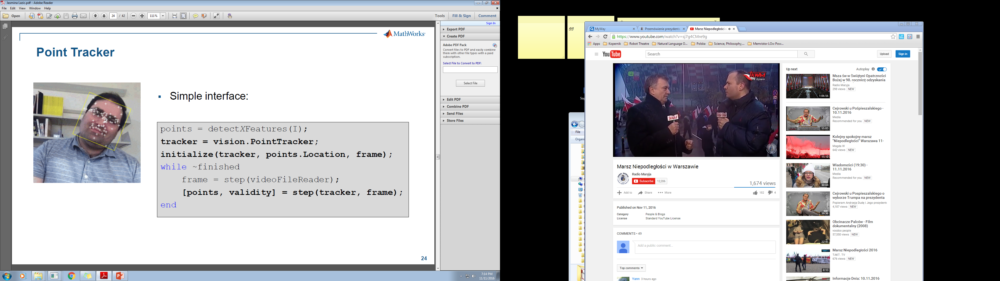 Jasmina Lazic.pdf - Adobe Reader
File Edit View Window Help
Open 24 / 42 111% Tools Fill & Sign Comment
MathWorks
Point Tracker
Simple interface:
points = detectXFeatures(I);
tracker = vision.PointTracker;
initialize(tracker, points.Location, frame);
while ~finished
frame = step(videoFileReader);
[points, validity] = step(tracker, frame);
end
24
Sign In
Export PDF
Create PDF
Adobe PDF Pack
Convert files to PDF and easily combine
them with other file types with a paid
subscription.
Select File to Convert to PDF:
Select File
Edit PDF
Combine PDF
Send Files
Store Files
7:14 PM
11/11/2016
gg
File
MyWay Przemówienie prezydenta Marsz Niepodległości
https://www.youtube.com/watch?v=sj7g4CMre9g
Apps Kopernik Robot Theatre Natural Language O... Polska Science, Philosophy,... Memristor LOw Pow...
YouTube Search Upload Sign in
TRWAM
na żywo
Marsz Niepodległości w Warszawie
Radio Maryja
Subscribe 12,206
1,674 views
Add to Share More 182 4
Published on Nov 11, 2016
Category People & Blogs
License Standard YouTube License
COMMENTS • 49
Add a public comment...
Top comments
Yann 3 hours ago
Up next Autoplay
Msza św w Świątyni Opatrzności
Bożej w 98. rocznicę odzyskania
Radio Maryja
298 views NEW
1:06:56
Cejrowski u Pośpieszalskiego -
10.11.2016
Media
Recommended for you NEW
55:03
Kolejny spokojny marsz
"Niepodległości" Warszawa 11-
Magda W
642 views NEW
15:12
Wiadomości (19:30) -
11.11.2016
Media
Recommended for you NEW
30:04
Cejrowski u Pospieszalskiego o
wyborze Trumpa na prezydenta
Popieram Andrzeja Dudę i Jego prezydent
4,187 views NEW
39:38
Obcinacze Palców - Film
dokumentalny (2008)
voodoo people
57,550 views NEW
22:41
Marsz Niepodległości 2016
TAKT. TV
676 views NEW
8:13
Informacje Dnia: 10.11.2016